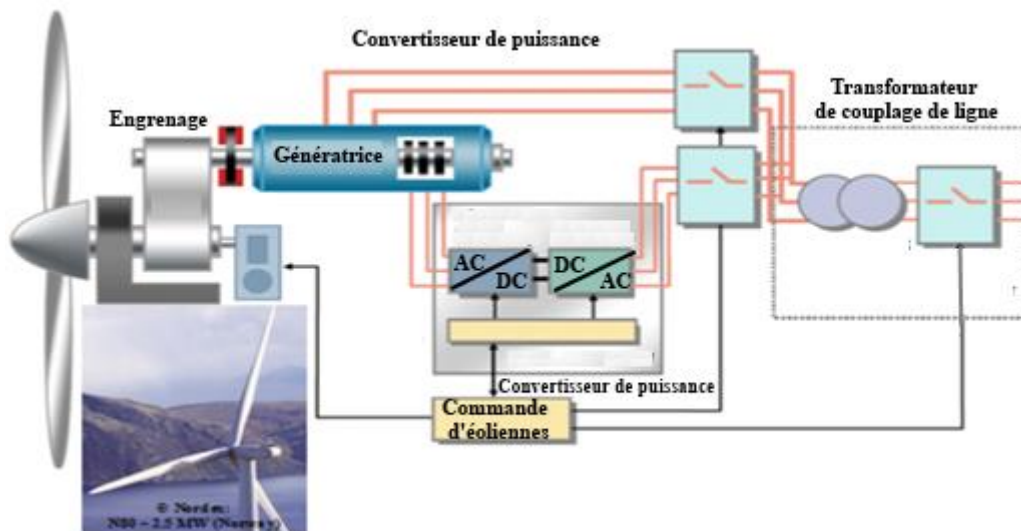 Convertisseur de puissance
Transformateur
de couplage de ligne
Engrenage
Génératrice
AC
DC
DC
AC
Convertisseur de puissance
Commande
d'éoliennes
© Nordex:
N80 – 2.5 MW (Norway)